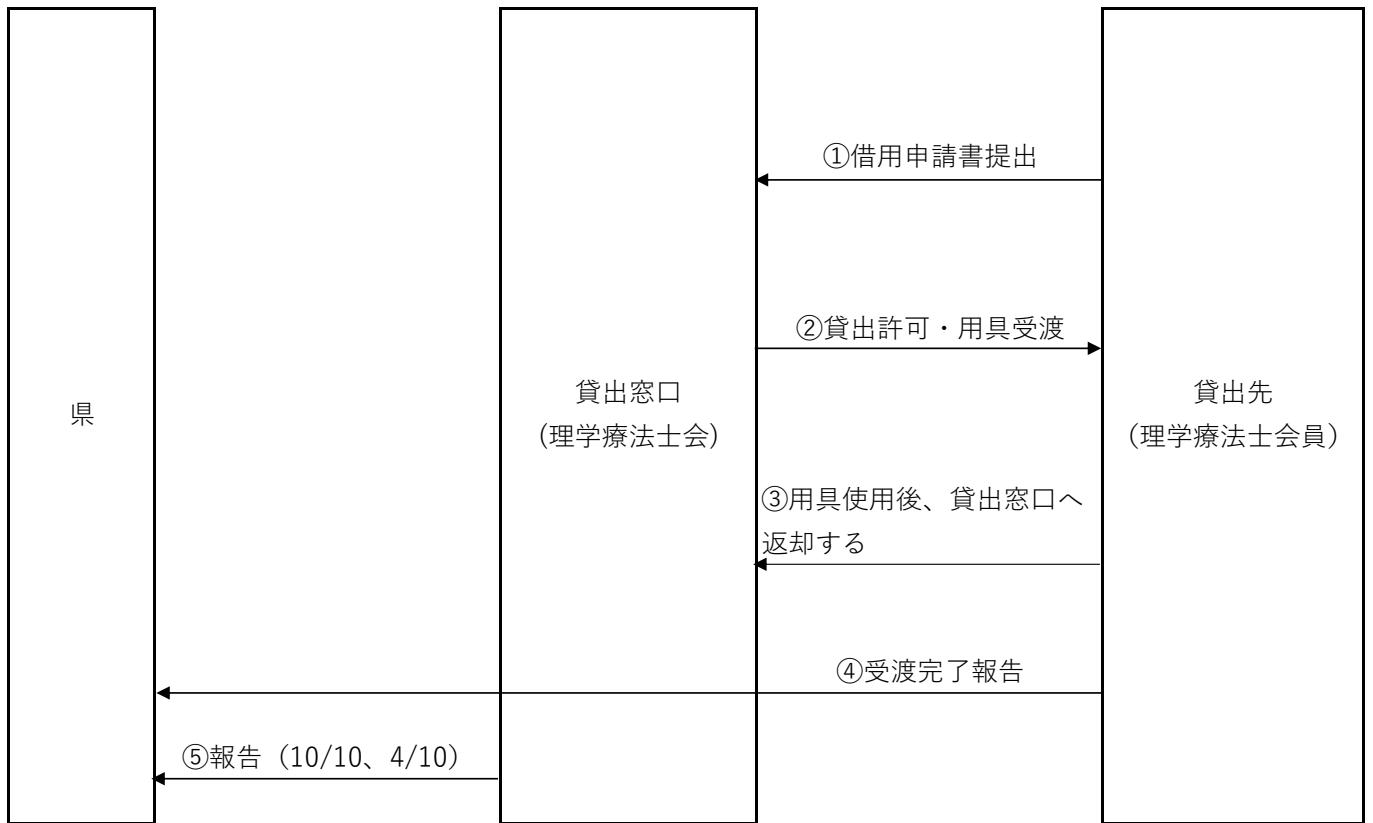 ①借用申請書提出
②貸出許可・用具受渡
県
貸出窓口
(理学療法士会)
貸出先
(理学療法士会員)
③用具使用後、貸出窓口へ
返却する
④受渡完了報告
⑤報告（10/10、4/10）